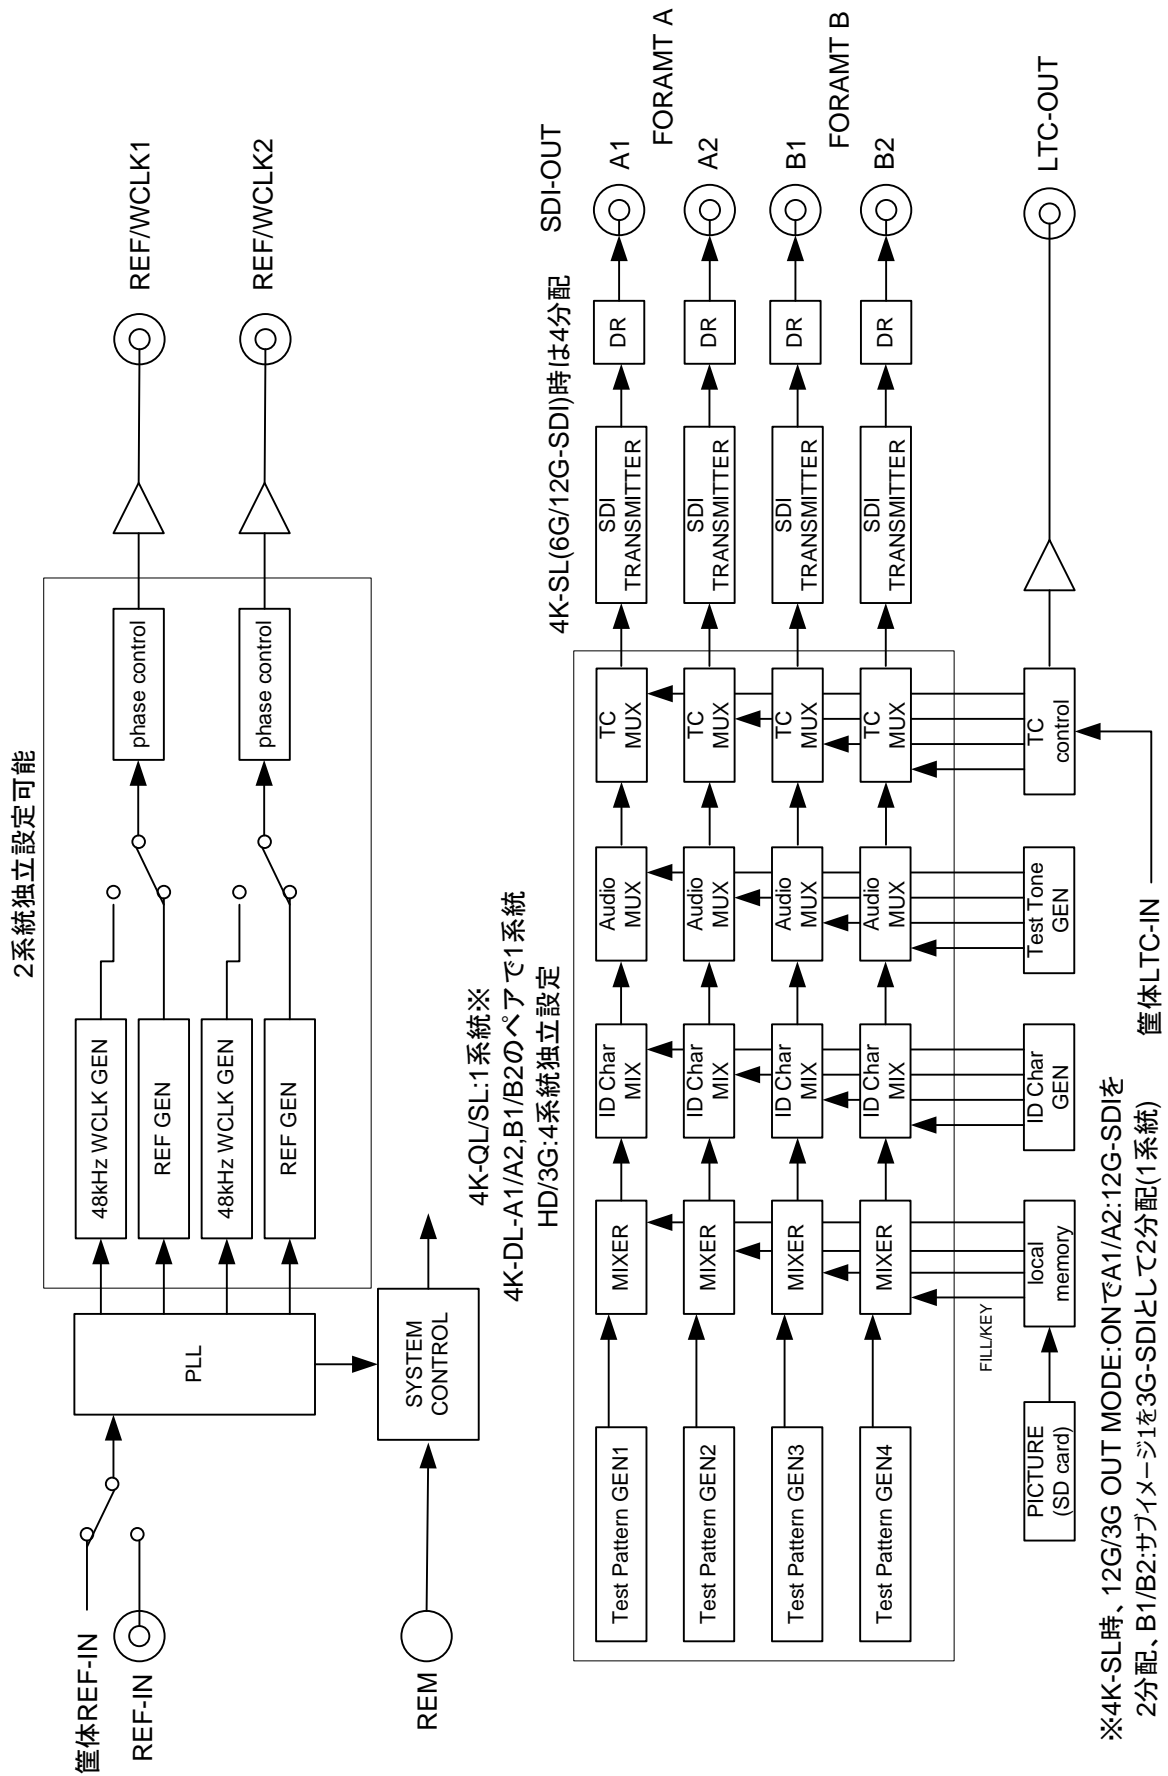 2系統独立設定可能
筐体REF-IN
REF-IN
PLL
48kHz WCLK GEN
REF GEN
48kHz WCLK GEN
REF GEN
phase control
phase control
REF/WCLK1
REF/WCLK2
REM
SYSTEM
CONTROL
4K-QL/SL:1系統※
4K-DL-A1/A2,B1/B2のペアで1系統
HD/3G:4系統独立設定
4K-SL(6G/12G-SDI)時は4分配
SDI-OUT
Test Pattern GEN1
MIXER
ID Char
MIX
Audio
MUX
TC
MUX
SDI
TRANSMITTER
DR
A1
FORAMT A
Test Pattern GEN2
MIXER
ID Char
MIX
Audio
MUX
TC
MUX
SDI
TRANSMITTER
DR
A2
Test Pattern GEN3
MIXER
ID Char
MIX
Audio
MUX
TC
MUX
SDI
TRANSMITTER
DR
B1
FORAMT B
Test Pattern GEN4
MIXER
ID Char
MIX
Audio
MUX
TC
MUX
SDI
TRANSMITTER
DR
B2
FILL/KEY
PICTURE
(SD card)
local
memory
ID Char
GEN
Test Tone
GEN
TC
control
LTC-OUT
筐体LTC-IN
※4K-SL時、12G/3G OUT MODE:ONでA1/A2:12G-SDIを
2分配、B1/B2:サブイメージ1を3G-SDIとして2分配(1系統)